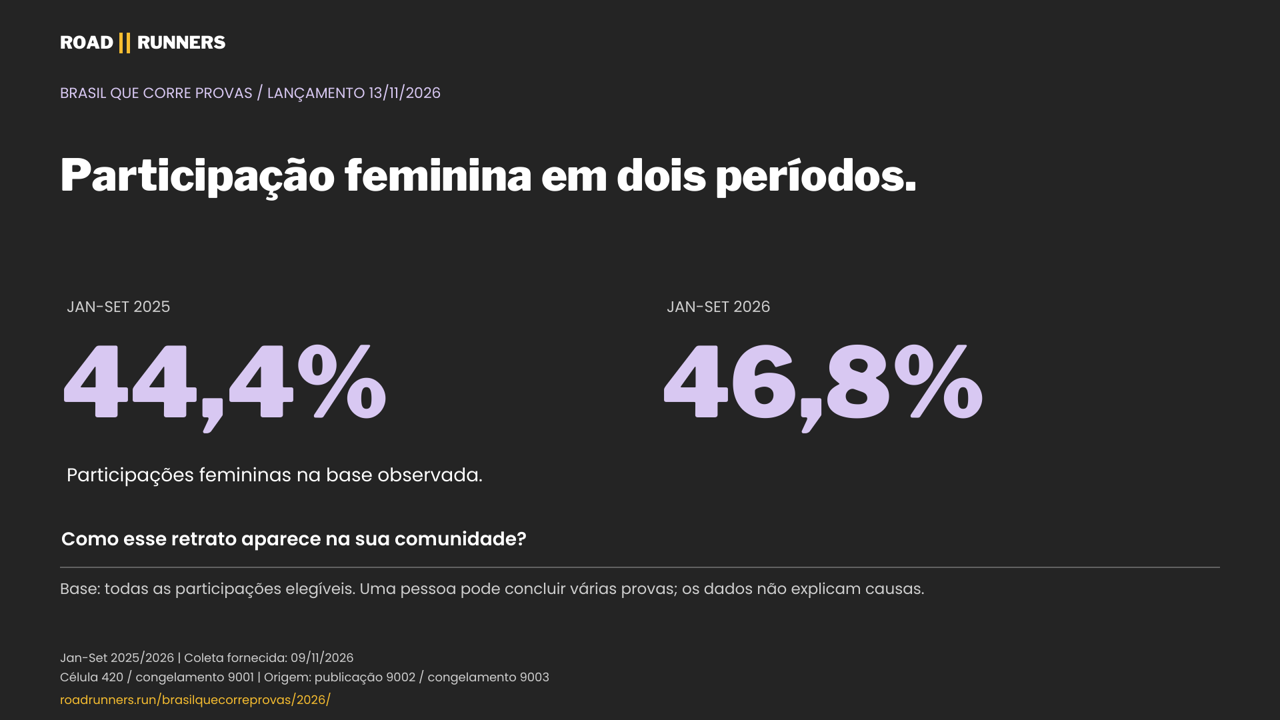 ROAD || RUNNERS
BRASIL QUE CORRE PROVAS / LANÇAMENTO 13/11/2026
Participação feminina em dois períodos.
JAN-SET 2025
44,4%
JAN-SET 2026
46,8%
Participações femininas na base observada.
Como esse retrato aparece na sua comunidade?
Base: todas as participações elegíveis. Uma pessoa pode concluir várias provas; os dados não explicam causas.
Jan-Set 2025/2026 | Coleta fornecida: 09/11/2026
Célula 420 / congelamento 9001 | Origem: publicação 9002 / congelamento 9003
roadrunners.run/brasilquecorreprovas/2026/